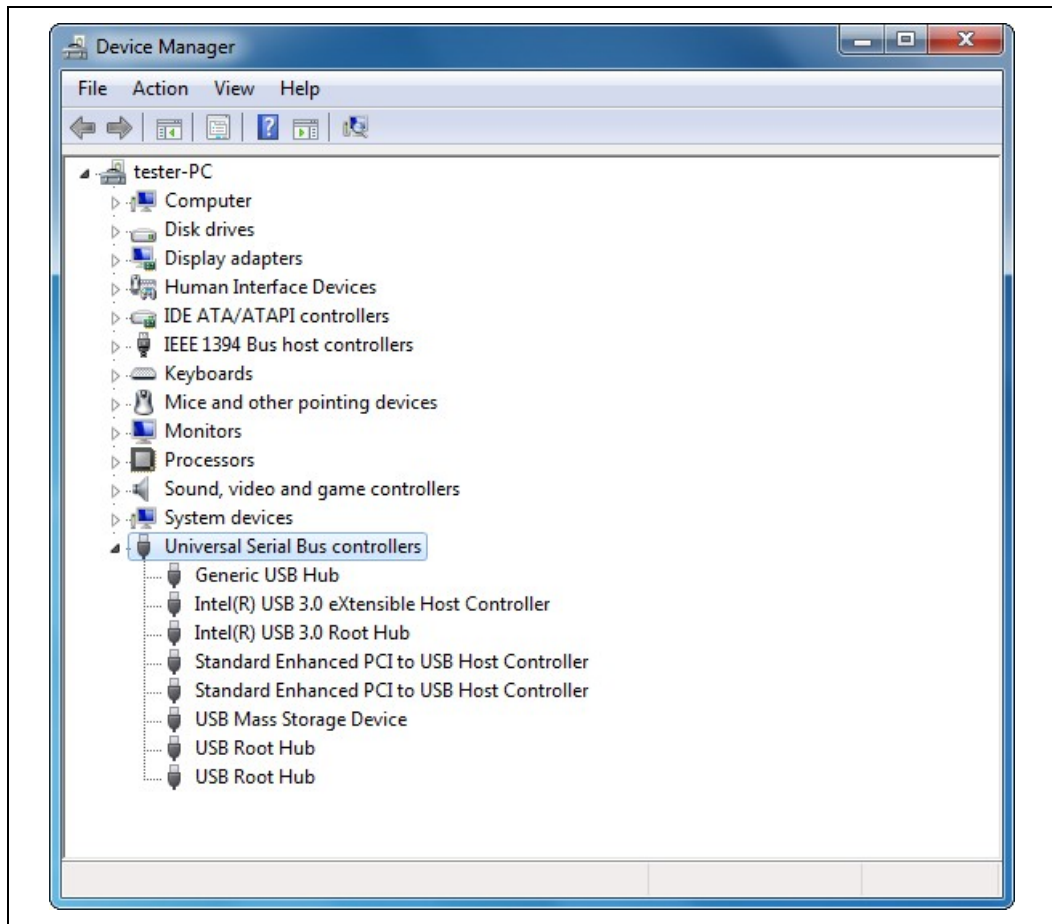 Device Manager
File Action View Help
tester-PC
Computer
Disk drives
Display adapters
Human Interface Devices
IDE ATA/ATAPI controllers
IEEE 1394 Bus host controllers
Keyboards
Mice and other pointing devices
Monitors
Processors
Sound, video and game controllers
System devices
Universal Serial Bus controllers
Generic USB Hub
Intel(R) USB 3.0 eXtensible Host Controller
Intel(R) USB 3.0 Root Hub
Standard Enhanced PCI to USB Host Controller
Standard Enhanced PCI to USB Host Controller
USB Mass Storage Device
USB Root Hub
USB Root Hub